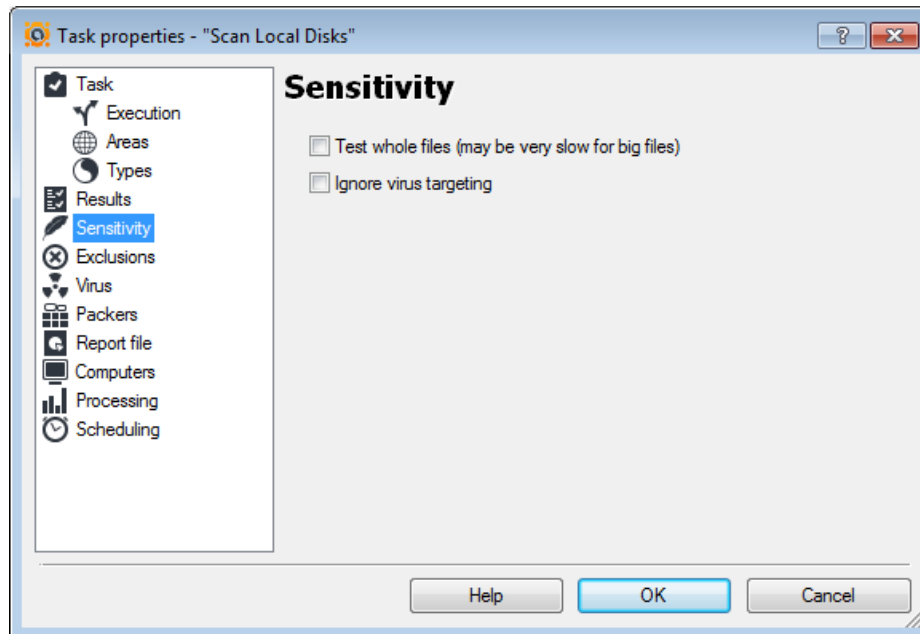 Task properties - "Scan Local Disks"
Task
Execution
Areas
Types
Results
Sensitivity
Exclusions
Virus
Packers
Report file
Computers
Processing
Scheduling
Sensitivity
Test whole files (may be very slow for big files)
Ignore virus targeting
Help
OK
Cancel